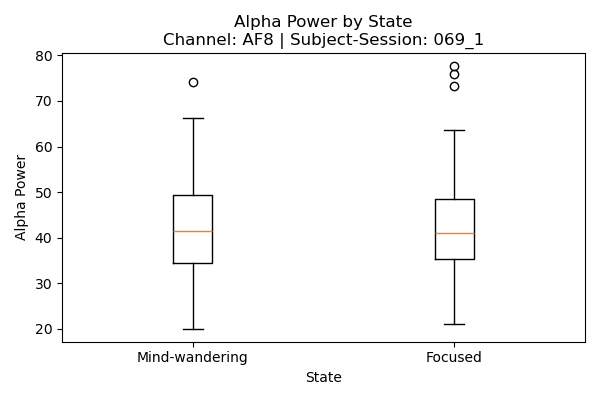 Alpha Power by State
Channel: AF8 | Subject-Session: 069_1
80
70
60
50
40
30
20
Alpha Power
Mind-wandering
Focused
State